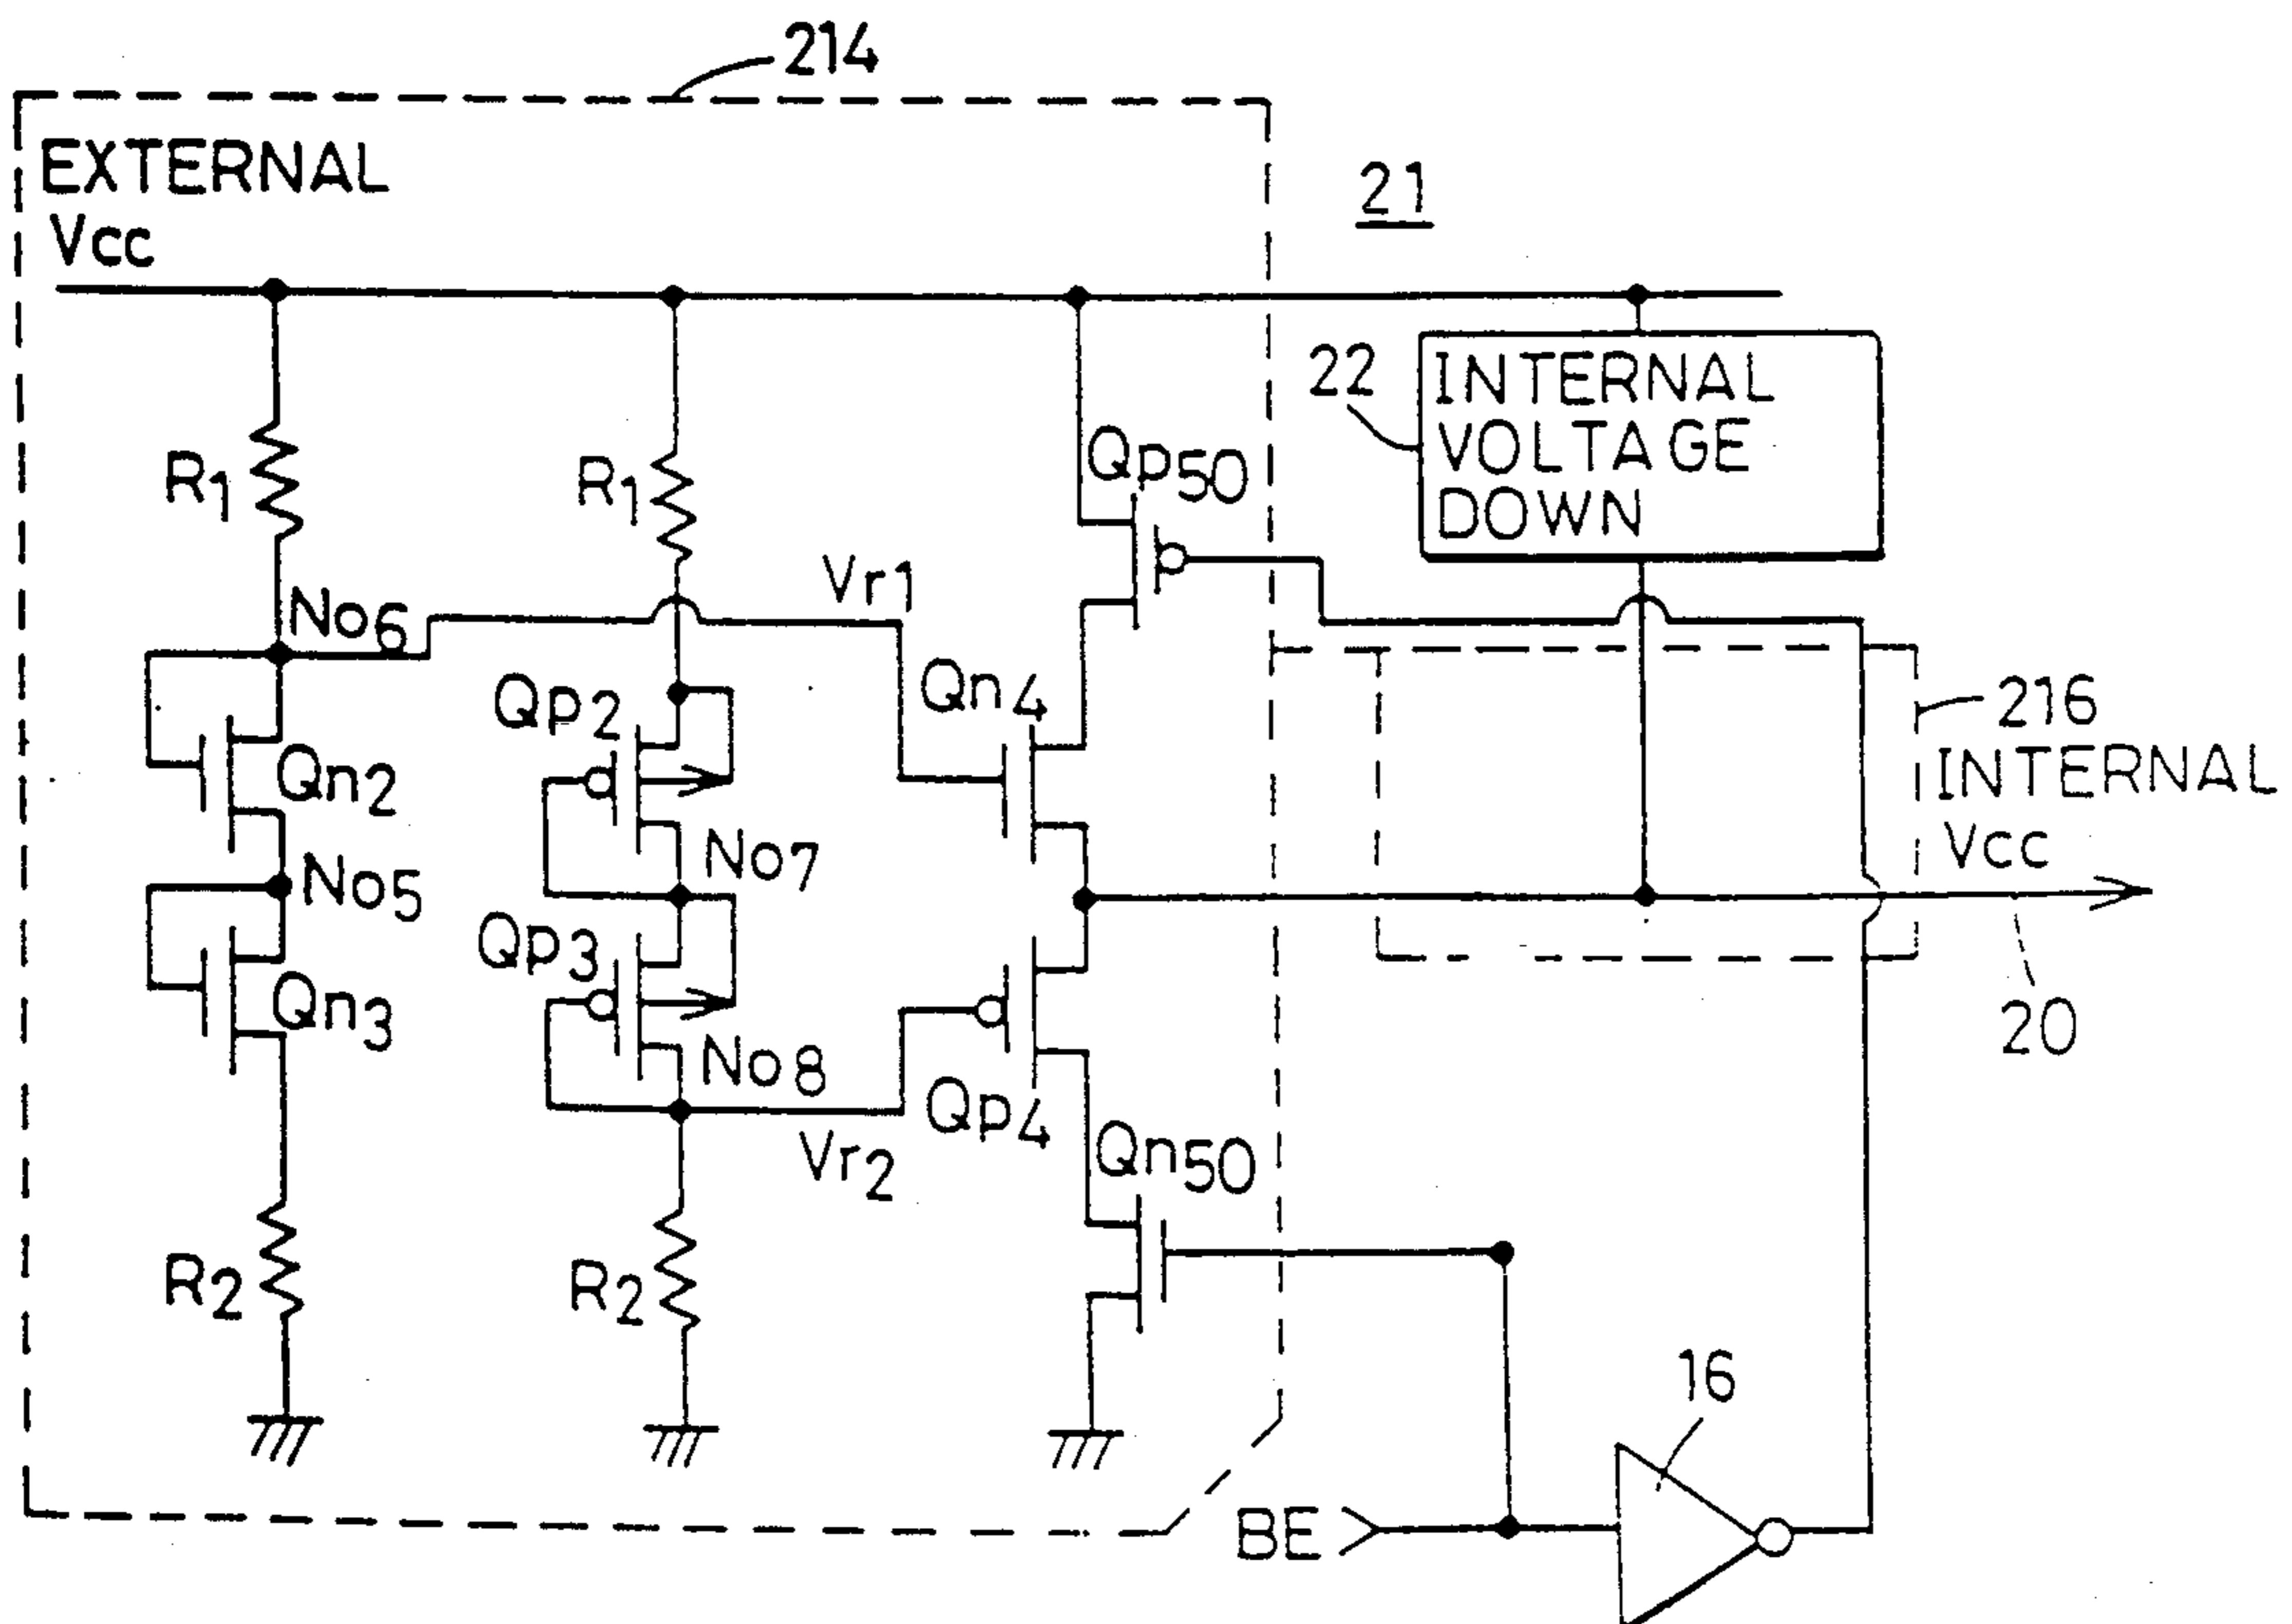 214
EXTERNAL
Vcc
21
22
INTERNAL
VOLTAGE
DOWN
Qp50
R1
R1
Vr1
No6
Qn4
Qp2
216
INTERNAL
Vcc
Qn2
No7
No5
Qp3
Qn3
20
No8
Qp4
Vr2
Qn50
R2
R2
16
BE